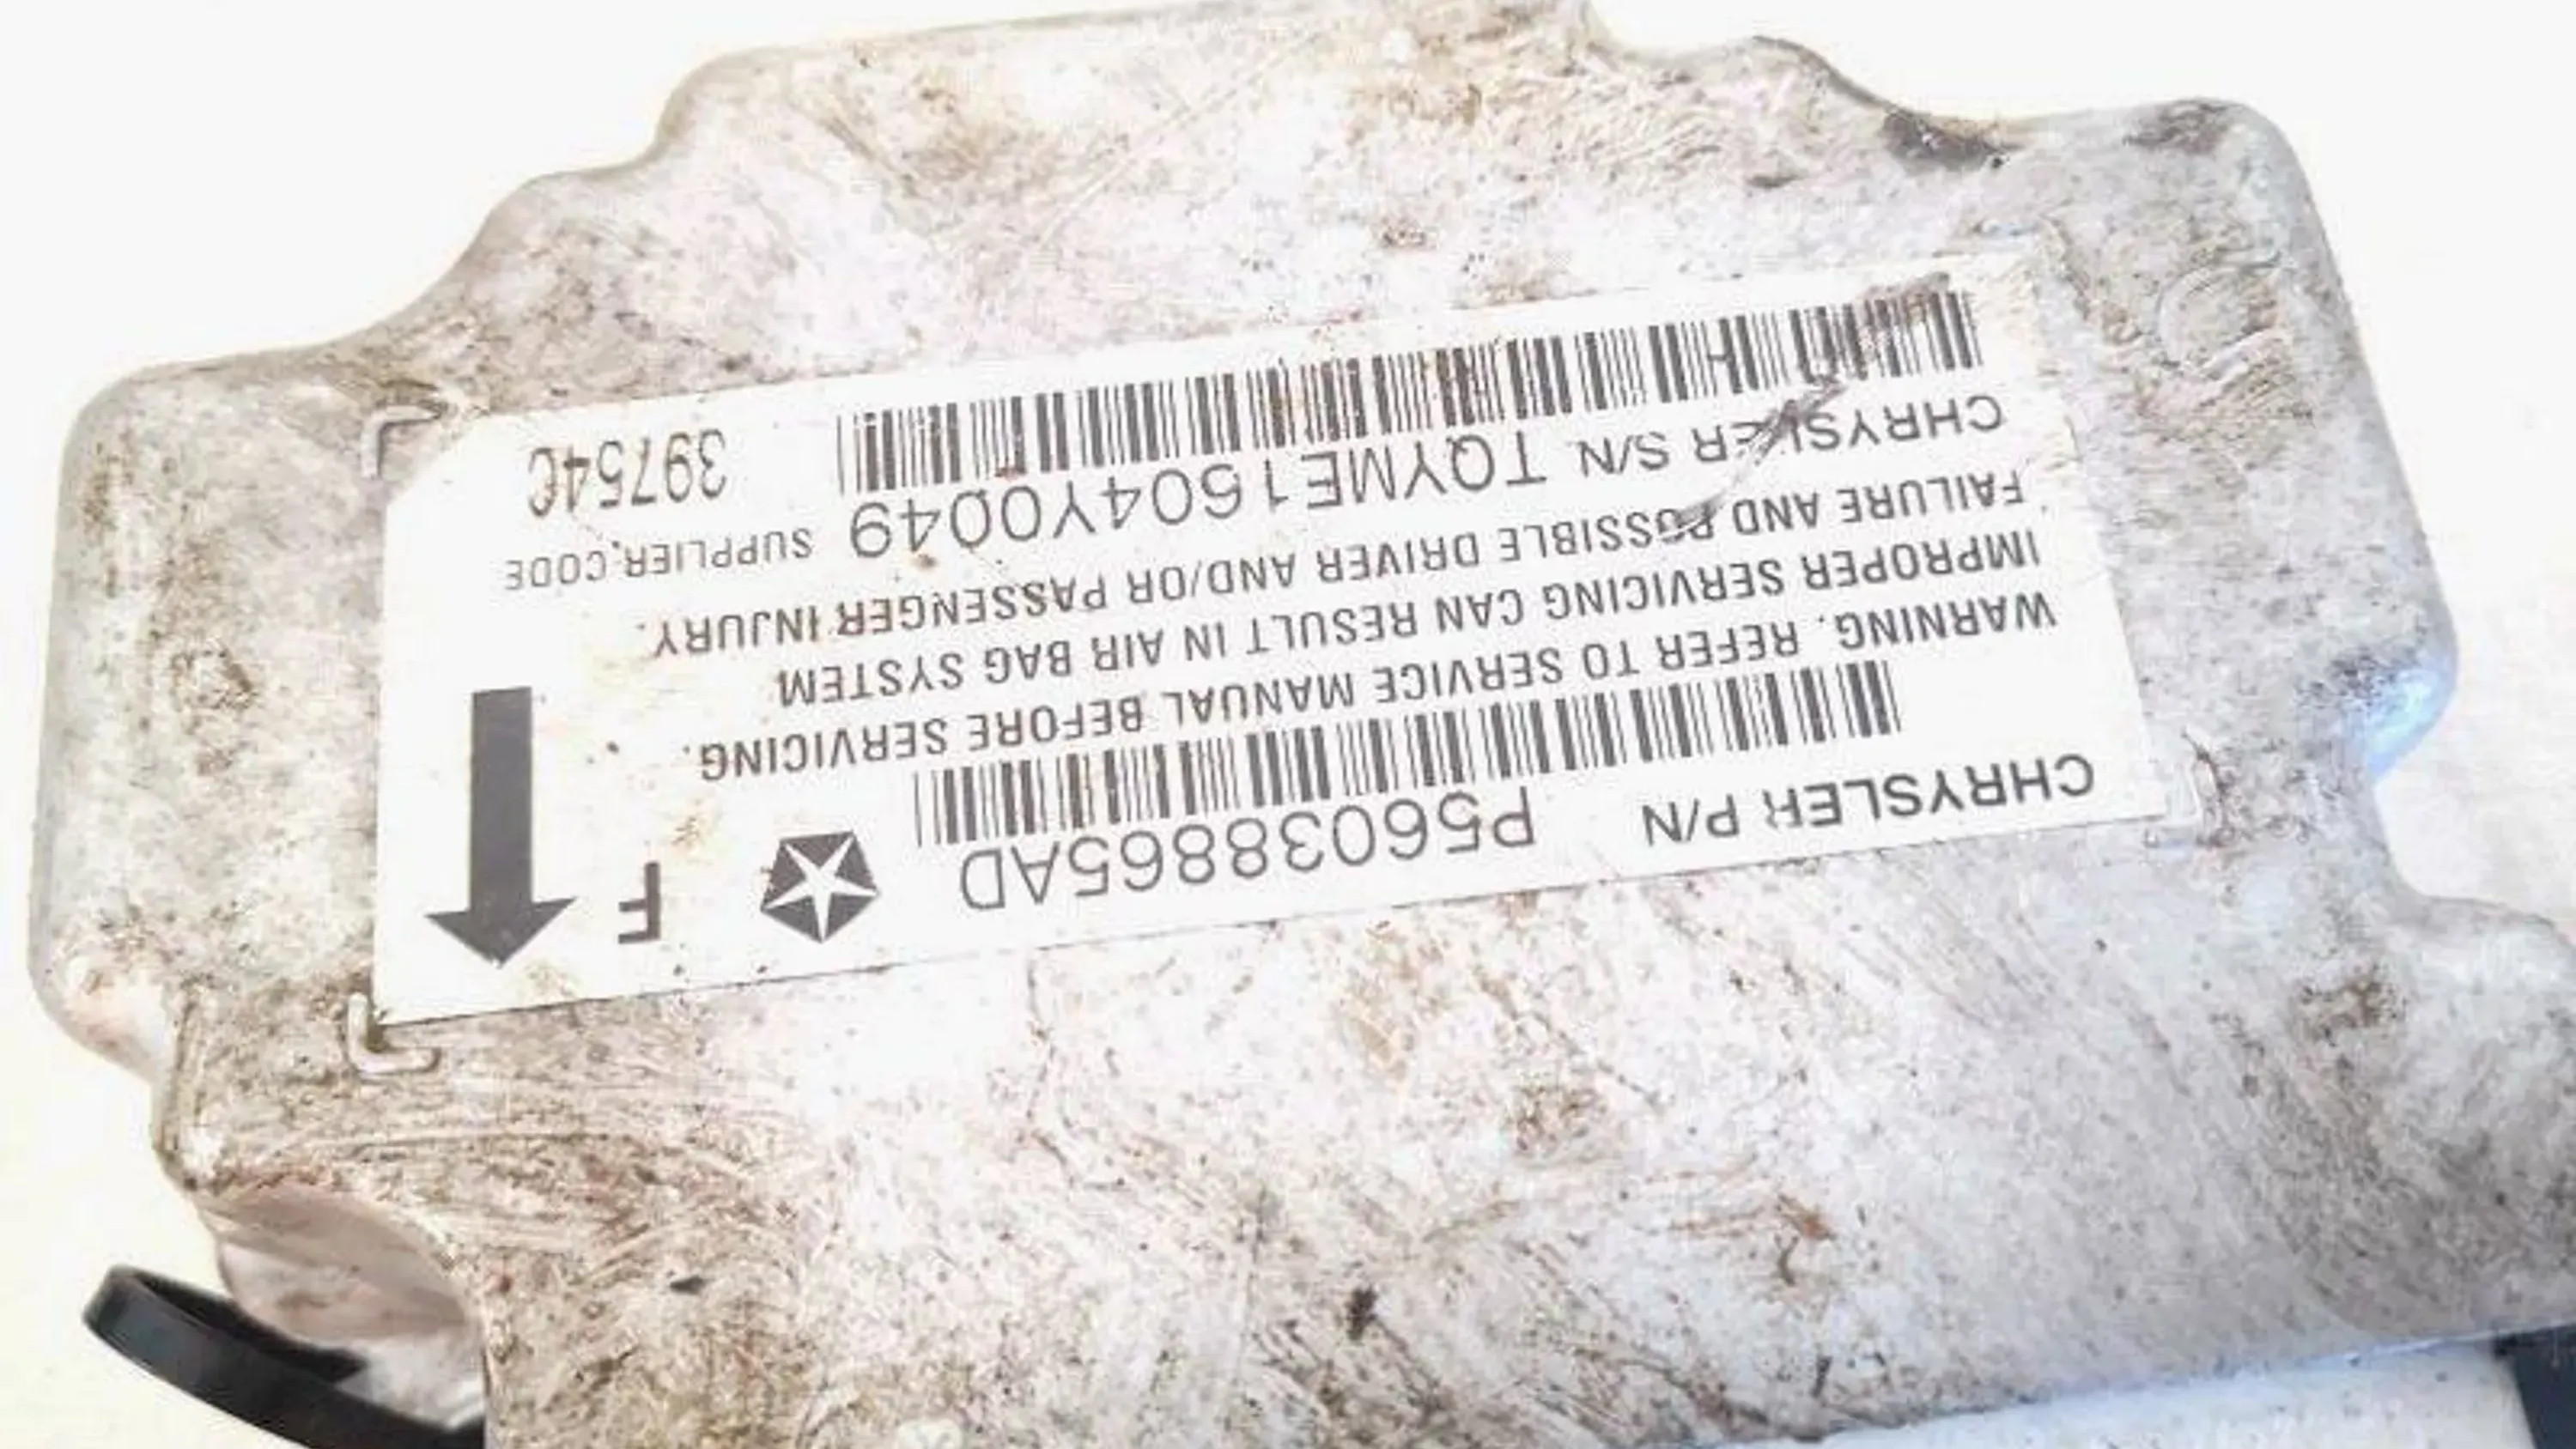 CHRYSLER P/N P56038865AD
F
WARNING. REFER TO SERVICE MANUAL BEFORE SERVICING.
IMPROPER SERVICING CAN RESULT IN AIR BAG SYSTEM
FAILURE AND POSSIBLE DRIVER AND/OR PASSENGER INJURY.
CHRYSLER S/N TQYME1604Y0049 SUPPLIER CODE
39754C